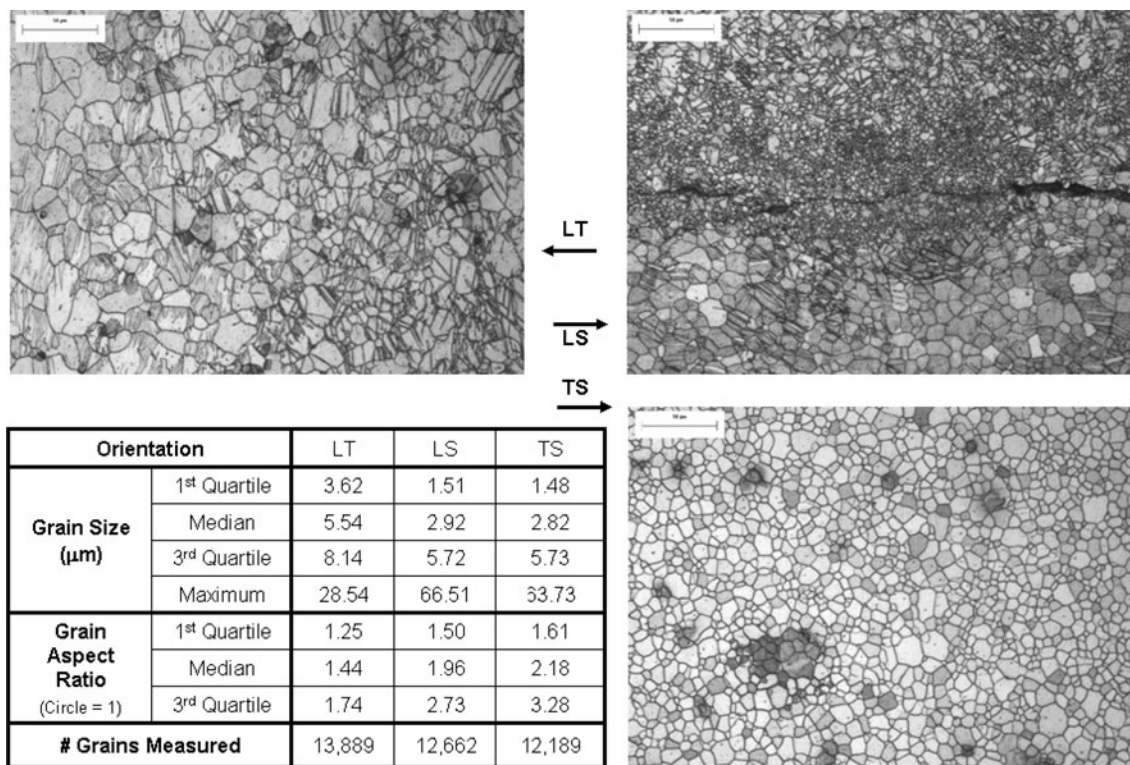 LT
LS
TS
Orientation LT LS TS
Grain Size (μm) 1st Quartile 3.62 1.51 1.48
Median 5.54 2.92 2.82
3rd Quartile 8.14 5.72 5.73
Maximum 28.54 66.51 63.73
Grain Aspect Ratio (Circle = 1) 1st Quartile 1.25 1.50 1.61
Median 1.44 1.96 2.18
3rd Quartile 1.74 2.73 3.28
# Grains Measured 13,889 12,662 12,189